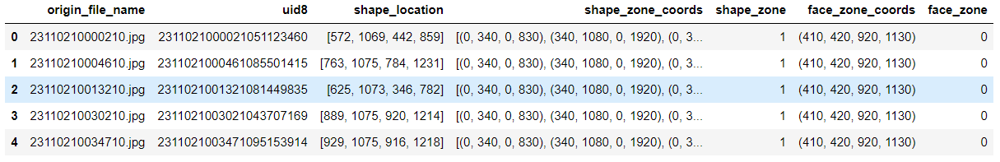 origin_file_name uid8 shape_location shape_zone_coords shape_zone face_zone_coords face_zone
0 23110210000210.jpg 2311021000021051123460 [572, 1069, 442, 859] [(0, 340, 0, 830), (340, 1080, 0, 1920), (0, 3... 1 (410, 420, 920, 1130) 0
1 23110210004610.jpg 2311021000461085501415 [763, 1075, 784, 1231] [(0, 340, 0, 830), (340, 1080, 0, 1920), (0, 3... 1 (410, 420, 920, 1130) 0
2 23110210013210.jpg 2311021001321081449835 [625, 1073, 346, 782] [(0, 340, 0, 830), (340, 1080, 0, 1920), (0, 3... 1 (410, 420, 920, 1130) 0
3 23110210030210.jpg 2311021003021043707169 [889, 1075, 920, 1214] [(0, 340, 0, 830), (340, 1080, 0, 1920), (0, 3... 1 (410, 420, 920, 1130) 0
4 23110210034710.jpg 2311021003471095153914 [929, 1075, 916, 1218] [(0, 340, 0, 830), (340, 1080, 0, 1920), (0, 3... 1 (410, 420, 920, 1130) 0